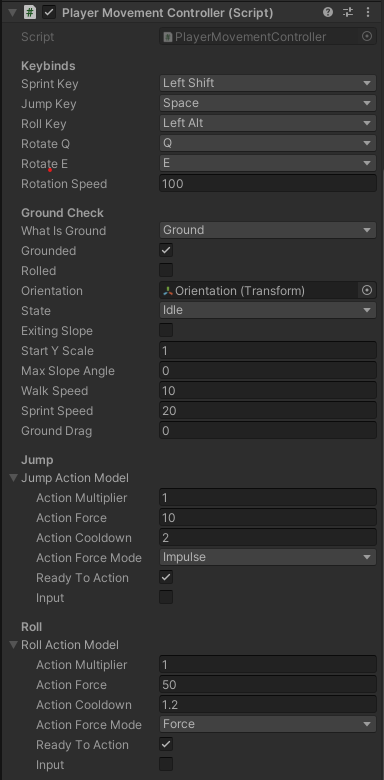 Player Movement Controller (Script)
Script PlayerMovementController
Keybinds
Sprint Key Left Shift
Jump Key Space
Roll Key Left Alt
Rotate Q Q
Rotate E E
Rotation Speed 100
Ground Check
What Is Ground Ground
Grounded
Rolled
Orientation Orientation (Transform)
State Idle
Exiting Slope
Start Y Scale 1
Max Slope Angle 0
Walk Speed 10
Sprint Speed 20
Ground Drag 0
Jump
Jump Action Model
Action Multiplier 1
Action Force 10
Action Cooldown 2
Action Force Mode Impulse
Ready To Action
Input
Roll
Roll Action Model
Action Multiplier 1
Action Force 50
Action Cooldown 1.2
Action Force Mode Force
Ready To Action
Input